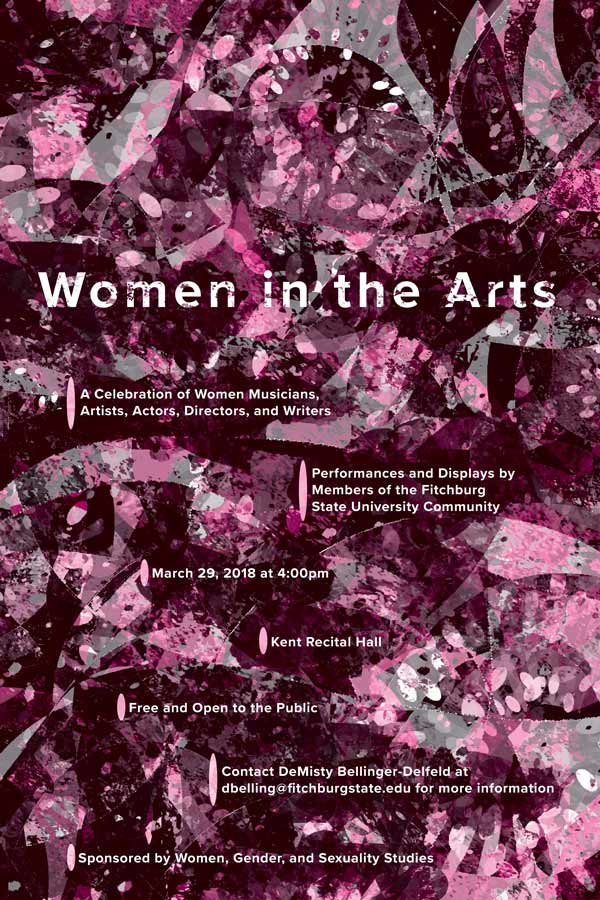 Women in the Arts
A Celebration of Women Musicians,
Artists, Actors, Directors, and Writers
Performances and Displays by
Members of the Fitchburg
State University Community
March 29, 2018 at 4:00pm
Kent Recital Hall
Free and Open to the Public
Contact DeMisty Bellinger-Delfeld at
dbelling@fitchburgstate.edu for more information
Sponsored by Women, Gender, and Sexuality Studies